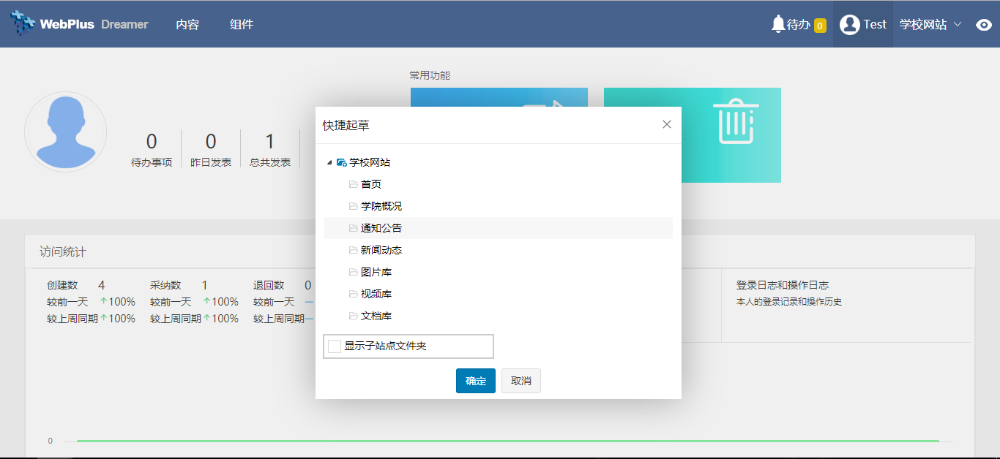 WebPlus Dreamer 内容 组件 待办 0 Test 学校网站
常用功能
0 0 1
待办事项 昨日发表 总共发表
快捷起草
学校网站
首页
学院概况
通知公告
新闻动态
图片库
视频库
文档库
显示子站点文件夹
确定 取消
访问统计
创建数 4 采纳数 1 退回数 0
较前一天 ↑100% 较前一天 ↑100% 较前一天 —
较上周同期 ↑100% 较上周同期 ↑100% 较上周同期 —
登录日志和操作日志
本人的登录记录和操作历史
0